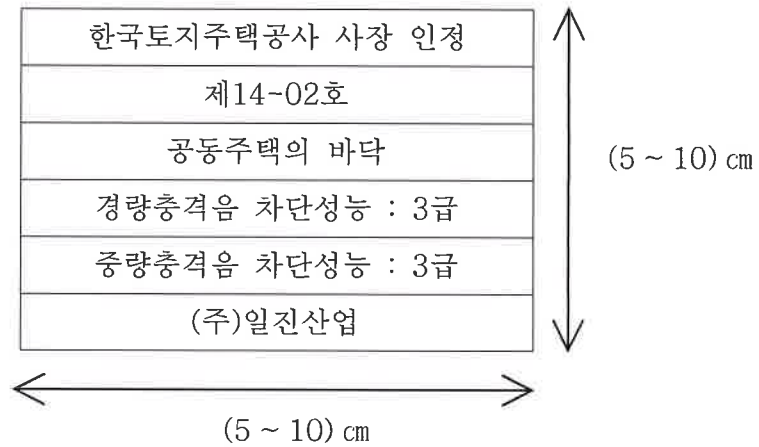 한국토지주택공사 사장 인정
제14-02호
공동주택의 바닥
(5 ~ 10) ㎝
경량충격음 차단성능 : 3급
중량충격음 차단성능 : 3급
(주)일진산업
(5 ~ 10) ㎝